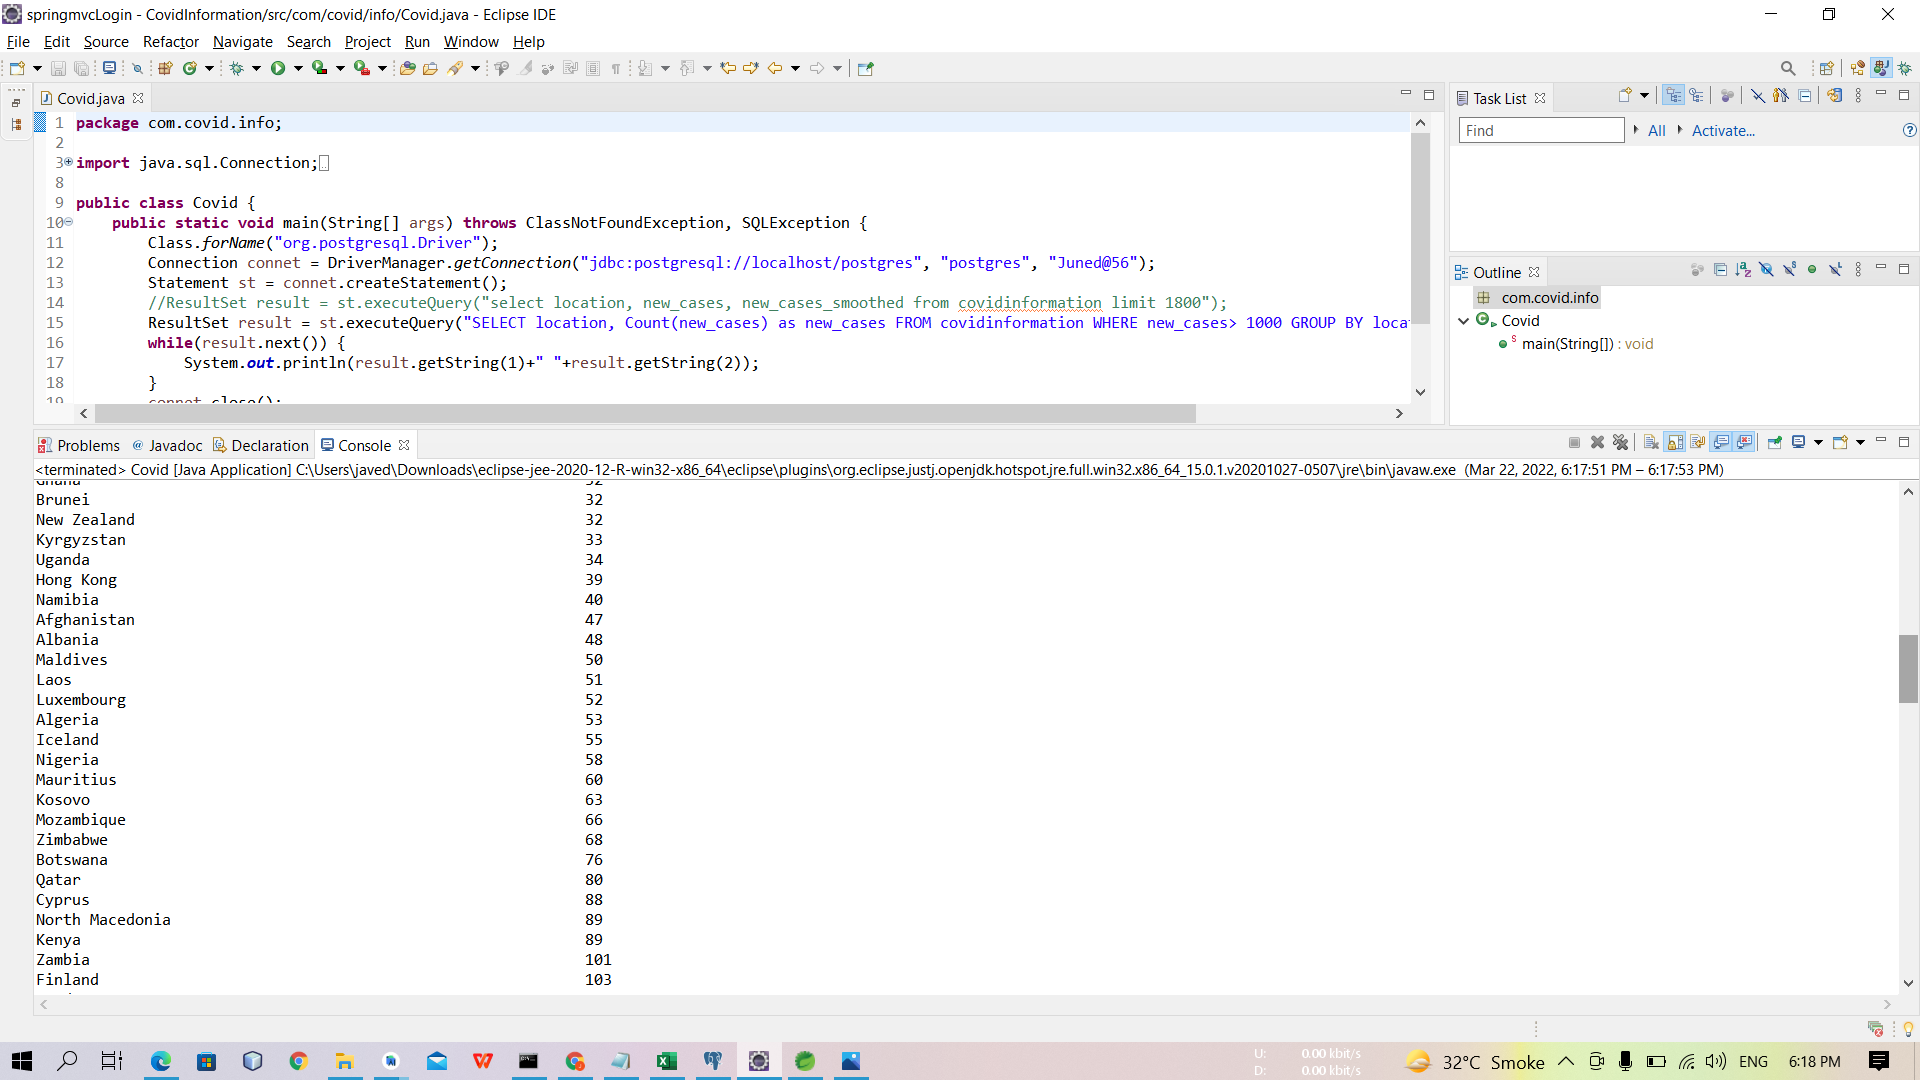 springmvcLogin - CovidInformation/src/com/covid/info/Covid.java - Eclipse IDE
File Edit Source Refactor Navigate Search Project Run Window Help
Covid.java
1 package com.covid.info;
2
3 import java.sql.Connection;
8
9 public class Covid {
10 public static void main(String[] args) throws ClassNotFoundException, SQLException {
11 Class.forName("org.postgresql.Driver");
12 Connection connet = DriverManager.getConnection("jdbc:postgresql://localhost/postgres", "postgres", "Juned@56");
13 Statement st = connet.createStatement();
14 //ResultSet result = st.executeQuery("select location, new_cases, new_cases_smoothed from covidinformation limit 1800");
15 ResultSet result = st.executeQuery("SELECT location, Count(new_cases) as new_cases FROM covidinformation WHERE new_cases> 1000 GROUP BY loca
16 while(result.next()) {
17 System.out.println(result.getString(1)+" "+result.getString(2));
18 }
19 connet.close();
Task List
Find All Activate...
Outline
com.covid.info
Covid
main(String[]) : void
Problems @ Javadoc Declaration Console
<terminated> Covid [Java Application] C:\Users\javed\Downloads\eclipse-jee-2020-12-R-win32-x86_64\eclipse\plugins\org.eclipse.justj.openjdk.hotspot.jre.full.win32.x86_64_15.0.1.v20201027-0507\jre\bin\javaw.exe (Mar 22, 2022, 6:17:51 PM – 6:17:53 PM)
Ghana 32
Brunei 32
New Zealand 32
Kyrgyzstan 33
Uganda 34
Hong Kong 39
Namibia 40
Afghanistan 47
Albania 48
Maldives 50
Laos 51
Luxembourg 52
Algeria 53
Iceland 55
Nigeria 58
Mauritius 60
Kosovo 63
Mozambique 66
Zimbabwe 68
Botswana 76
Qatar 80
Cyprus 88
North Macedonia 89
Kenya 89
Zambia 101
Finland 103
U: 0.00 kbit/s
D: 0.00 kbit/s
32°C Smoke ENG 6:18 PM